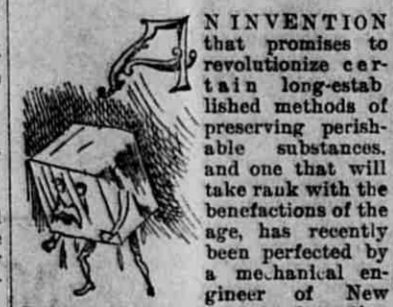 AN INVENTION
that promises to
revolutionize cer-
tain long-estab
lished methods of
preserving perish-
able substances.
and one that will
take rank with the
benefactions of the
age, has recently
been perfected by
a mechanical en-
gineer of New